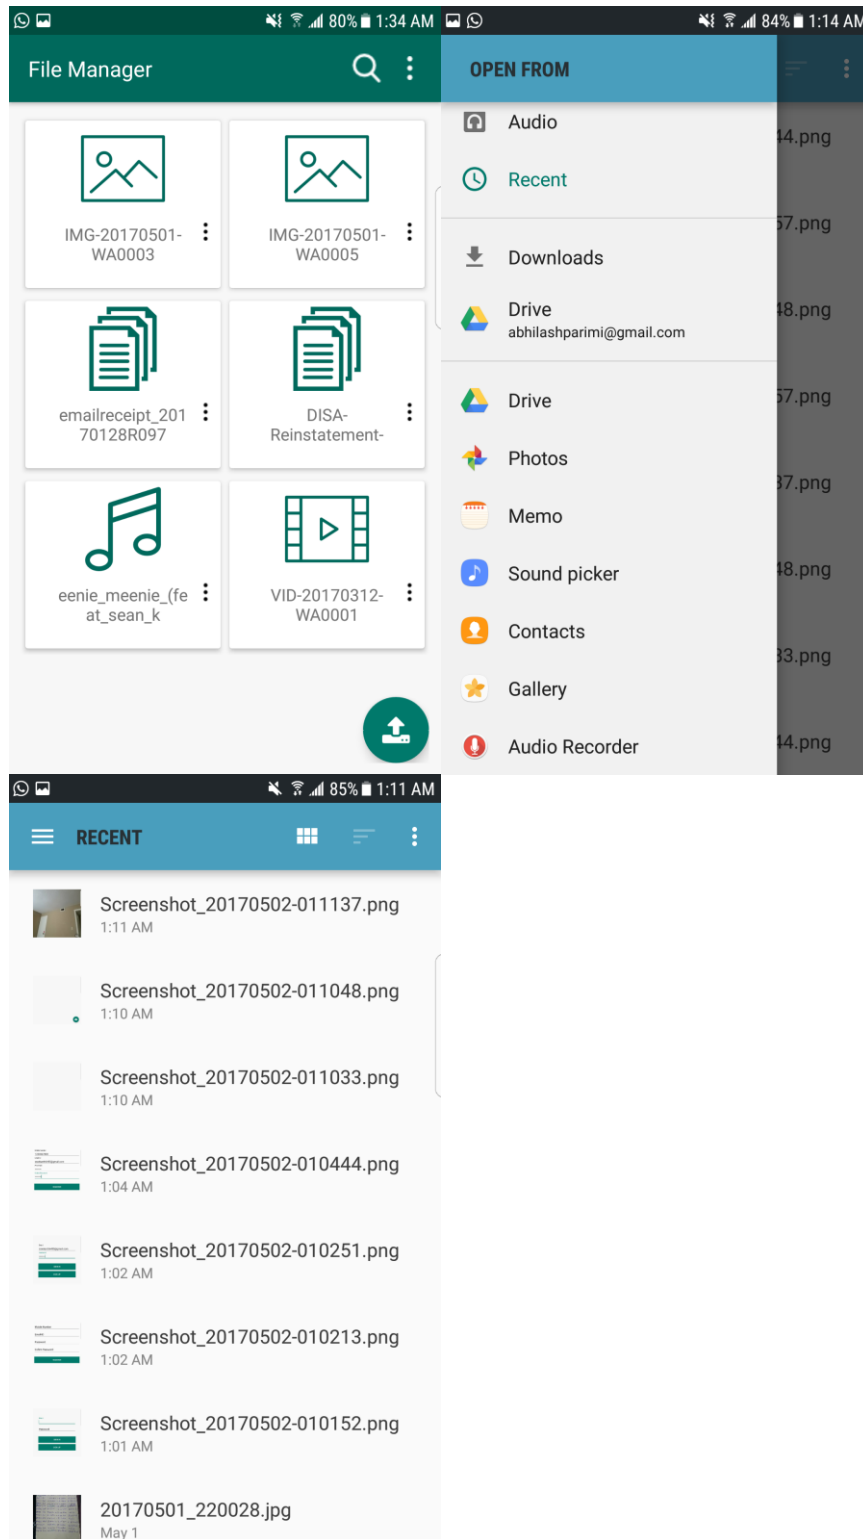 80% 1:34 AM
File Manager
IMG-20170501-
WA0003
IMG-20170501-
WA0005
emailreceipt_201
70128R097
DISA-
Reinstatement-
eenie_meenie_(fe
at_sean_k
VID-20170312-
WA0001
84% 1:14 AM
OPEN FROM
Audio
Recent
Downloads
Drive
abhilashparimi@gmail.com
Drive
Photos
Memo
Sound picker
Contacts
Gallery
Audio Recorder
44.png
57.png
48.png
57.png
37.png
48.png
33.png
44.png
85% 1:11 AM
RECENT
Screenshot_20170502-011137.png
1:11 AM
Screenshot_20170502-011048.png
1:10 AM
Screenshot_20170502-011033.png
1:10 AM
Screenshot_20170502-010444.png
1:04 AM
Screenshot_20170502-010251.png
1:02 AM
Screenshot_20170502-010213.png
1:02 AM
Screenshot_20170502-010152.png
1:01 AM
20170501_220028.jpg
May 1